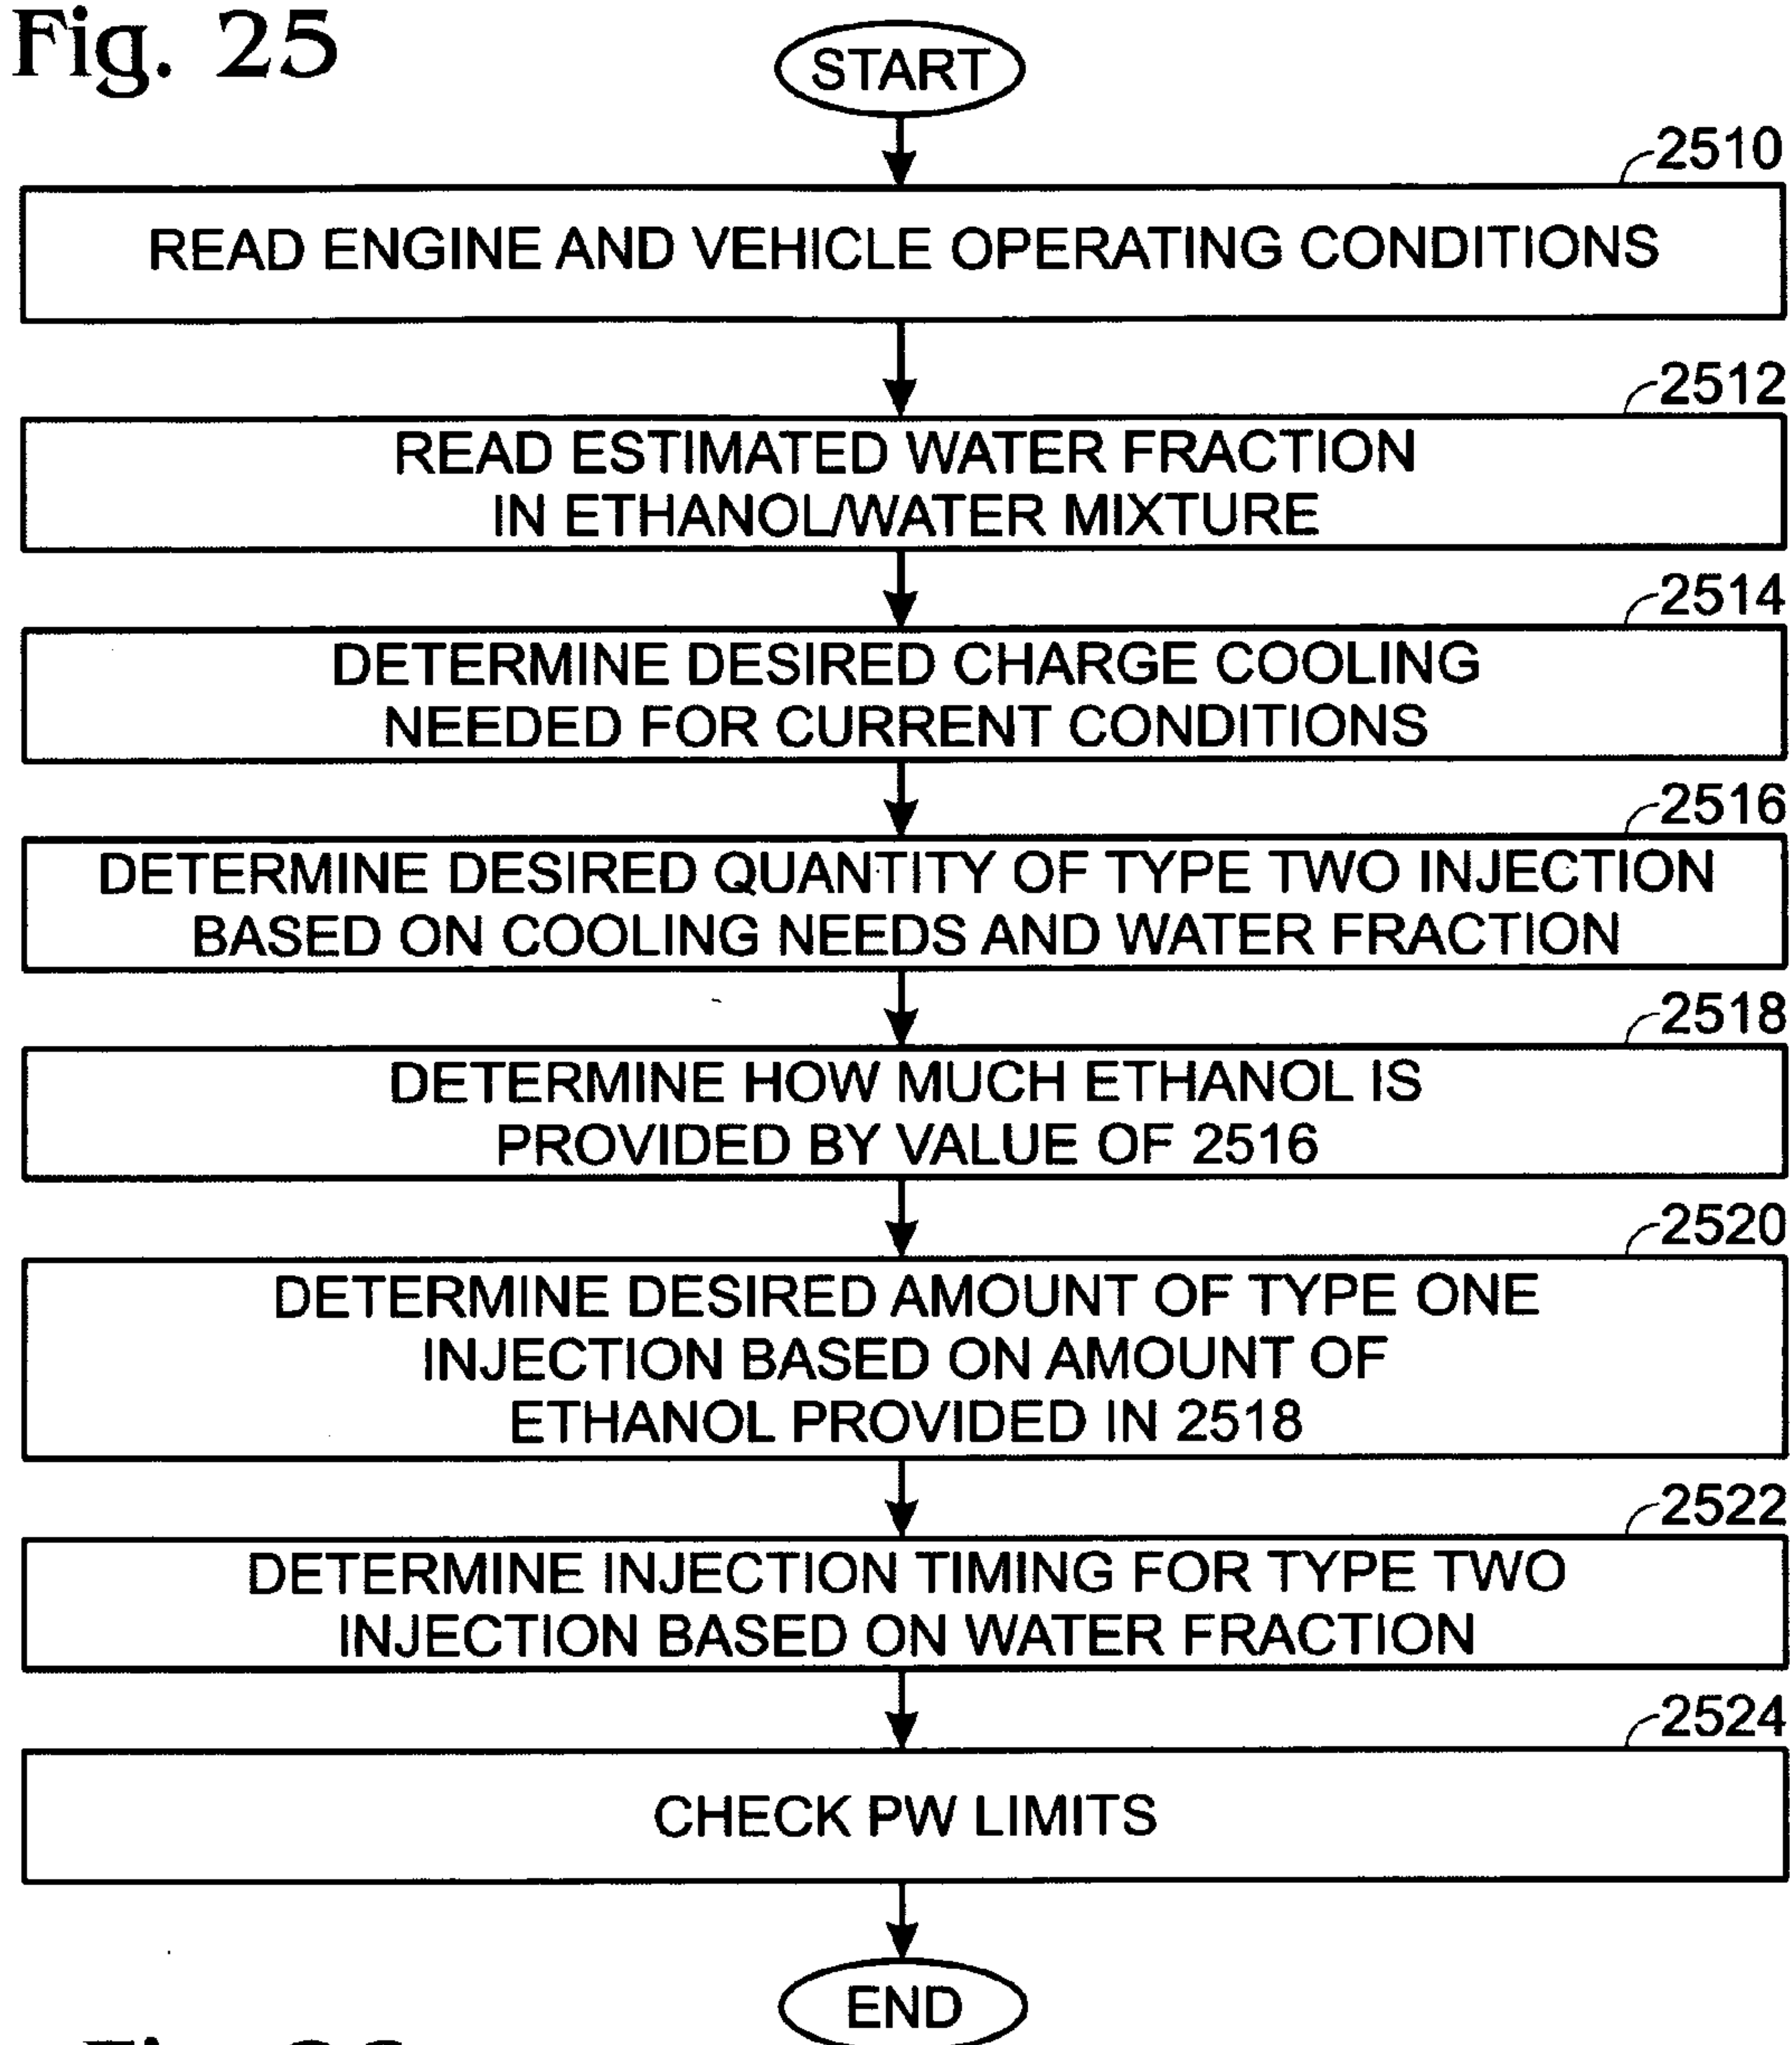 Fig. 25
START
2510
READ ENGINE AND VEHICLE OPERATING CONDITIONS
2512
READ ESTIMATED WATER FRACTION
IN ETHANOL/WATER MIXTURE
2514
DETERMINE DESIRED CHARGE COOLING
NEEDED FOR CURRENT CONDITIONS
2516
DETERMINE DESIRED QUANTITY OF TYPE TWO INJECTION
BASED ON COOLING NEEDS AND WATER FRACTION
2518
DETERMINE HOW MUCH ETHANOL IS
PROVIDED BY VALUE OF 2516
2520
DETERMINE DESIRED AMOUNT OF TYPE ONE
INJECTION BASED ON AMOUNT OF
ETHANOL PROVIDED IN 2518
2522
DETERMINE INJECTION TIMING FOR TYPE TWO
INJECTION BASED ON WATER FRACTION
2524
CHECK PW LIMITS
END